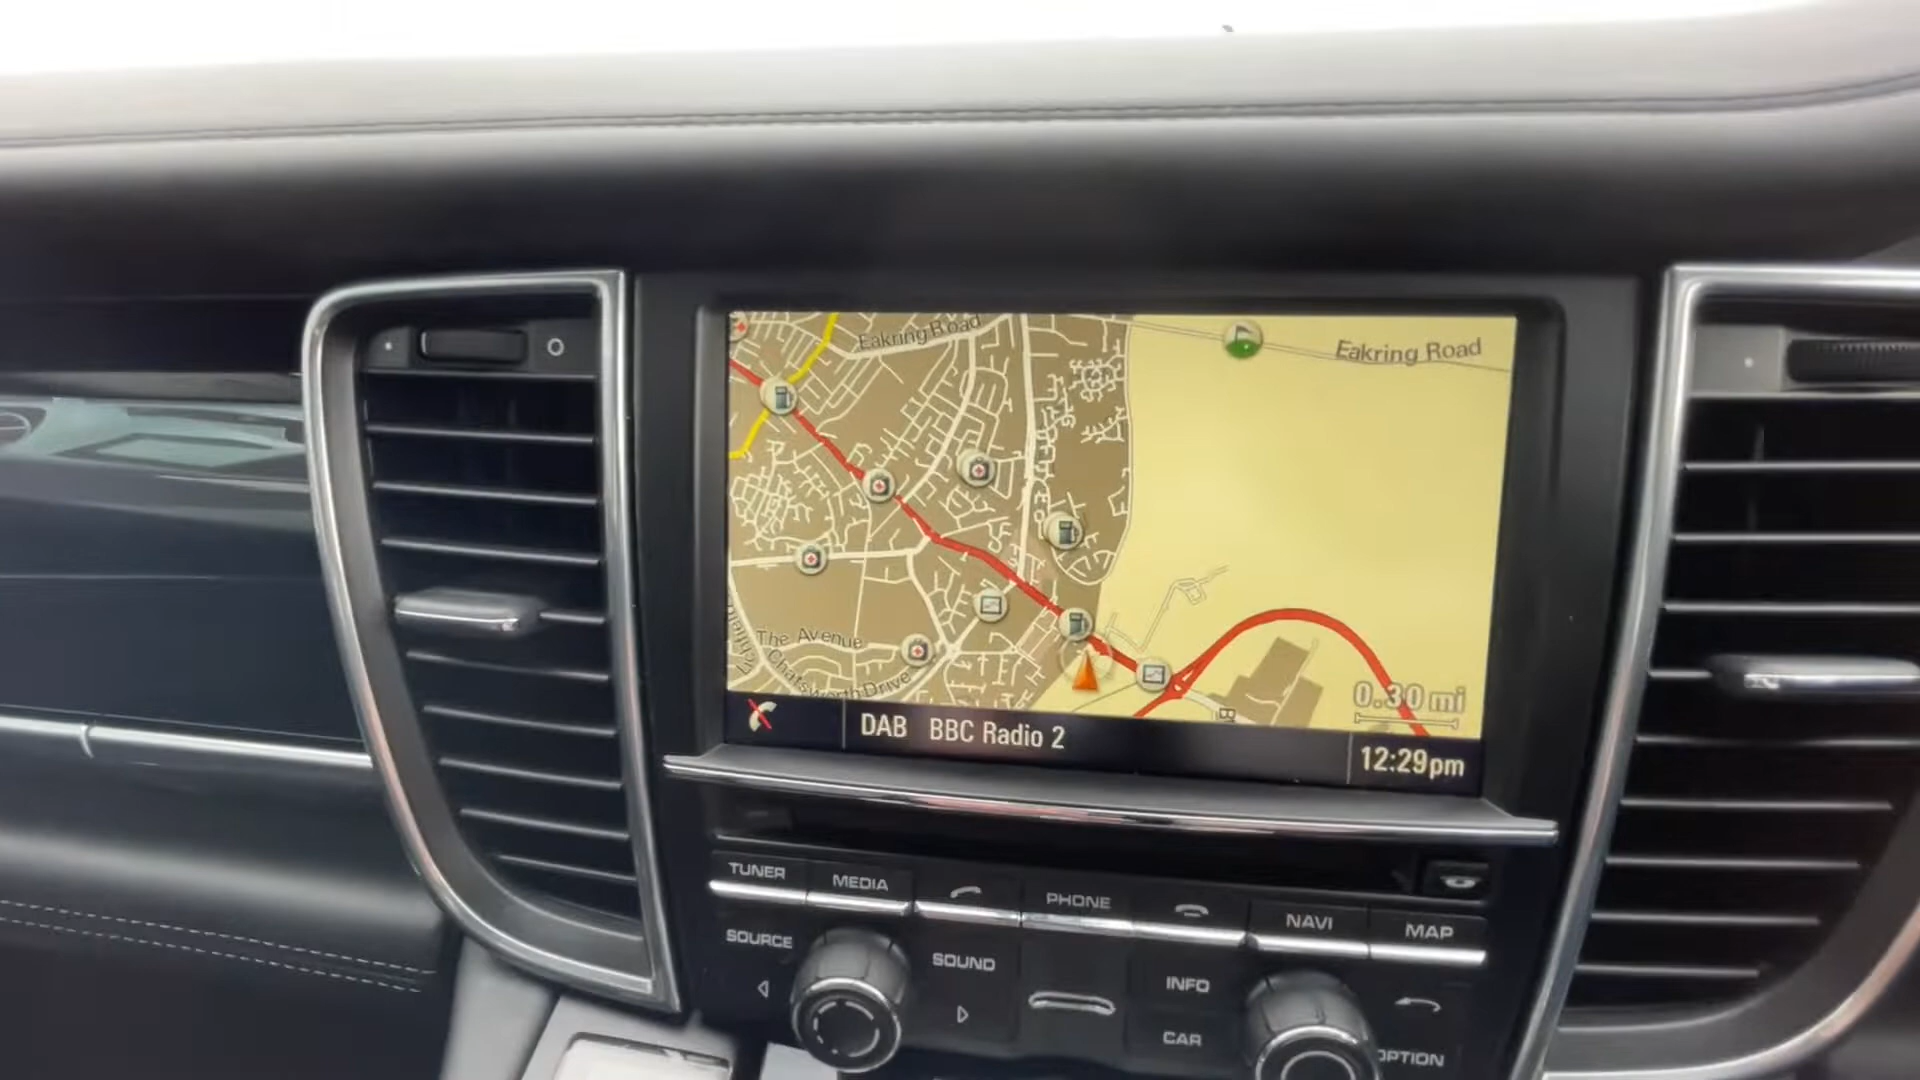 Eakring Road
Eakring Road
The Avenue
Chatsworth Drive
0.30 mi
DAB BBC Radio 2
12:29pm
TUNER
MEDIA
PHONE
NAVI
MAP
SOURCE
SOUND
INFO
CAR
OPTION